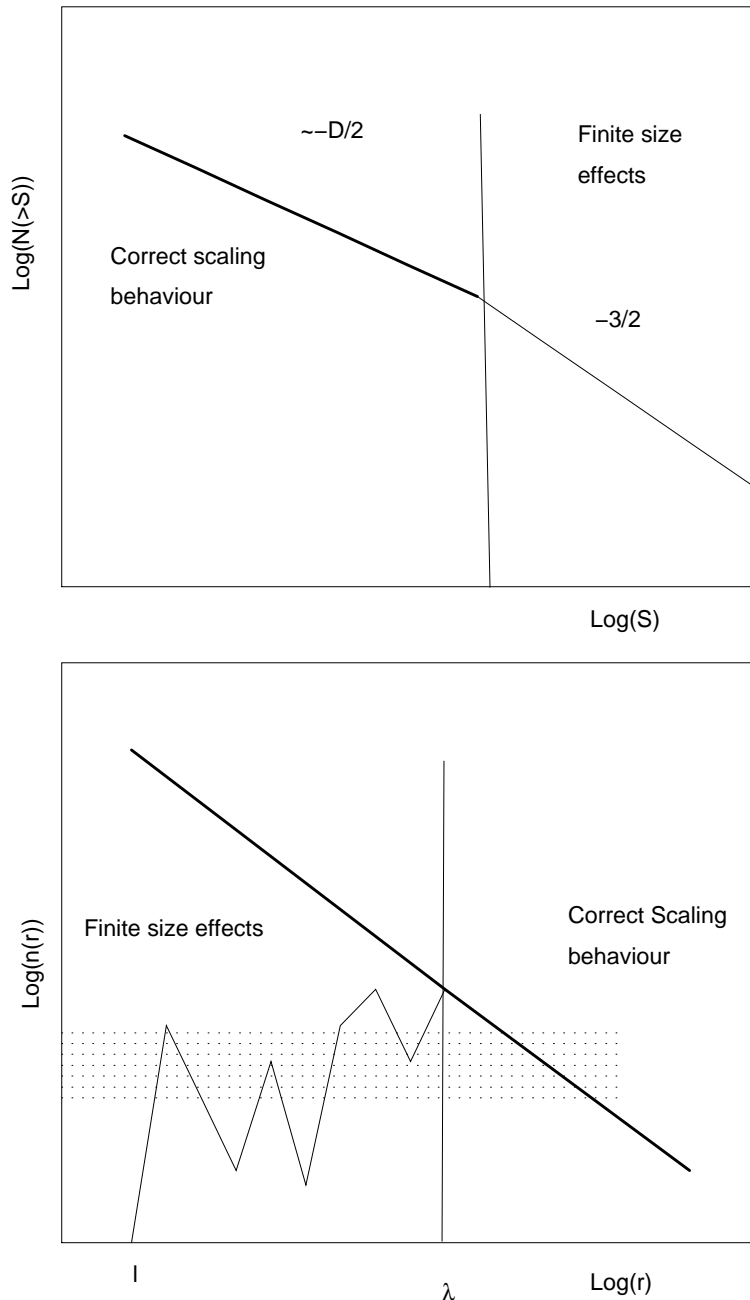 ~−D/2
Finite size
effects
Log(N(>S))
Correct scaling
behaviour
−3/2
Log(S)
Log(n(r))
Finite size effects
Correct Scaling
behaviour
l
λ
Log(r)